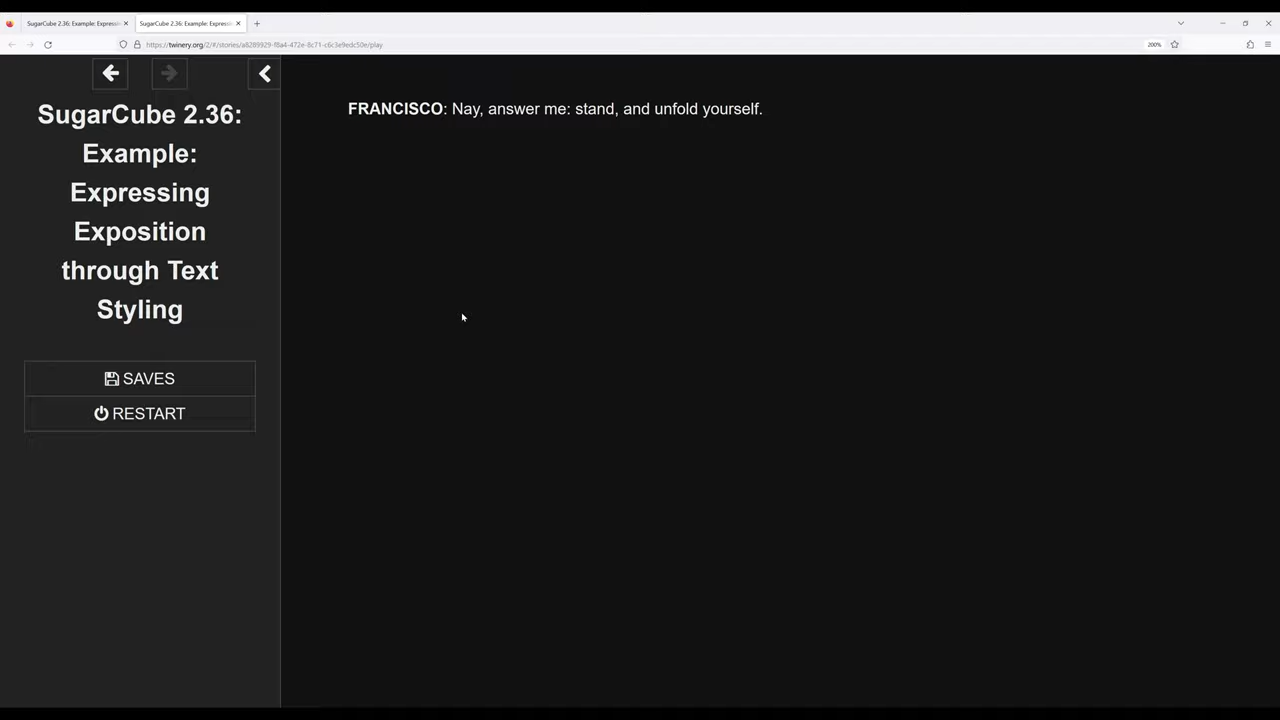 SugarCube 2.36: Example: Expressi
SugarCube 2.36: Example: Expressi
https://twinery.org/2/#/stories/a8289929-f8a4-472e-8c71-c6c3e9edc50e/play
200%
SugarCube 2.36:
Example:
Expressing
Exposition
through Text
Styling
SAVES
RESTART
FRANCISCO: Nay, answer me: stand, and unfold yourself.